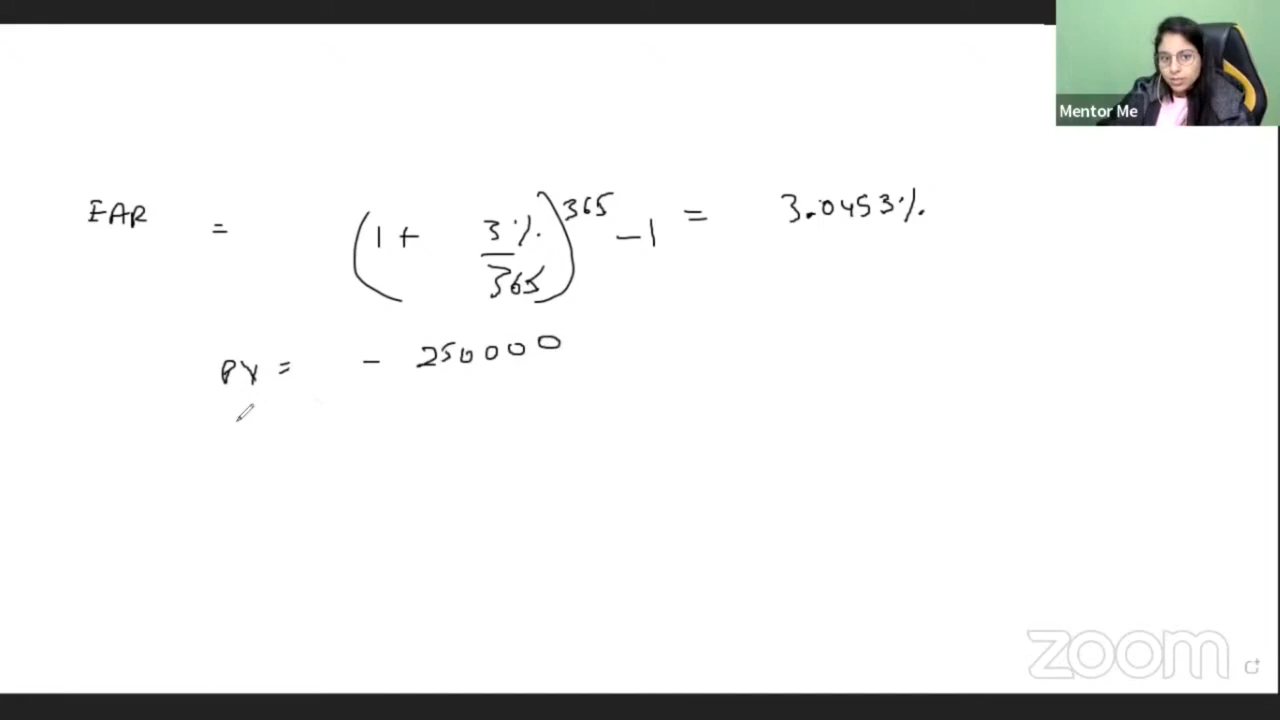 Mentor Me
EAR = (1 + 3% / 365)^365 - 1 = 3.0453%
PV = - 250000
zoom